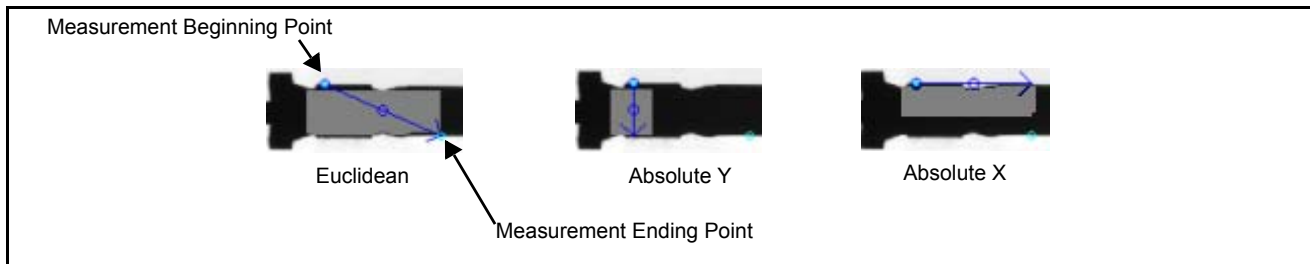 Measurement Beginning Point
Euclidean
Absolute Y
Absolute X
Measurement Ending Point